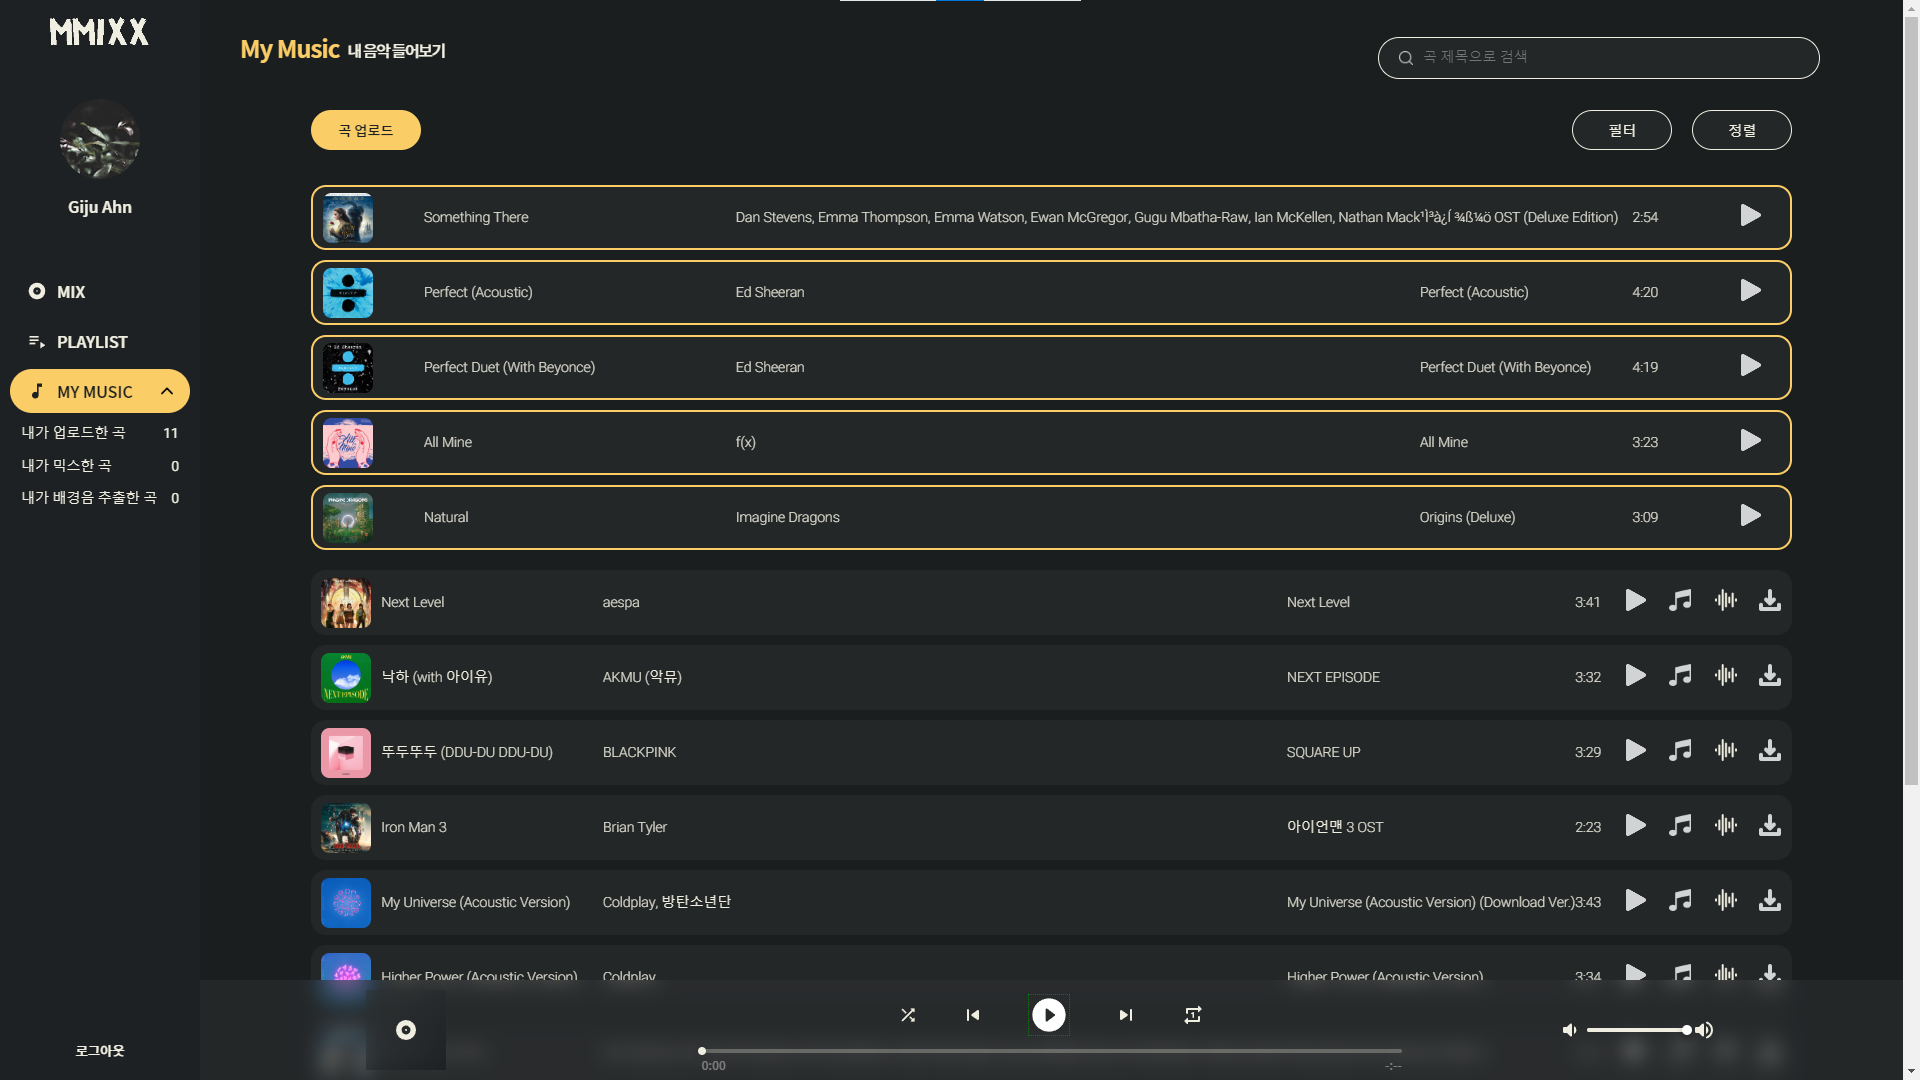 MMIXX
Giju Ahn
MIX
PLAYLIST
MY MUSIC
내가 업로드한 곡 11
내가 믹스한 곡 0
내가 배경음 추출한 곡 0
로그아웃
My Music 내 음악 들어보기
곡 제목으로 검색
곡 업로드
필터
정렬
Something There Dan Stevens, Emma Thompson, Emma Watson, Ewan McGregor, Gugu Mbatha-Raw, Ian McKellen, Nathan Mack¹Ì³à¿Í ¾ß¼ö OST (Deluxe Edition) 2:54
Perfect (Acoustic) Ed Sheeran Perfect (Acoustic) 4:20
Perfect Duet (With Beyonce) Ed Sheeran Perfect Duet (With Beyonce) 4:19
All Mine f(x) All Mine 3:23
Natural Imagine Dragons Origins (Deluxe) 3:09
Next Level aespa Next Level 3:41
낙하 (with 아이유) AKMU (악뮤) NEXT EPISODE 3:32
뚜두뚜두 (DDU-DU DDU-DU) BLACKPINK SQUARE UP 3:29
Iron Man 3 Brian Tyler 아이언맨 3 OST 2:23
My Universe (Acoustic Version) Coldplay, 방탄소년단 My Universe (Acoustic Version) (Download Ver.)3:43
Higher Power (Acoustic Version) Coldplay Higher Power (Acoustic Version) 3:34
0:00 -:--